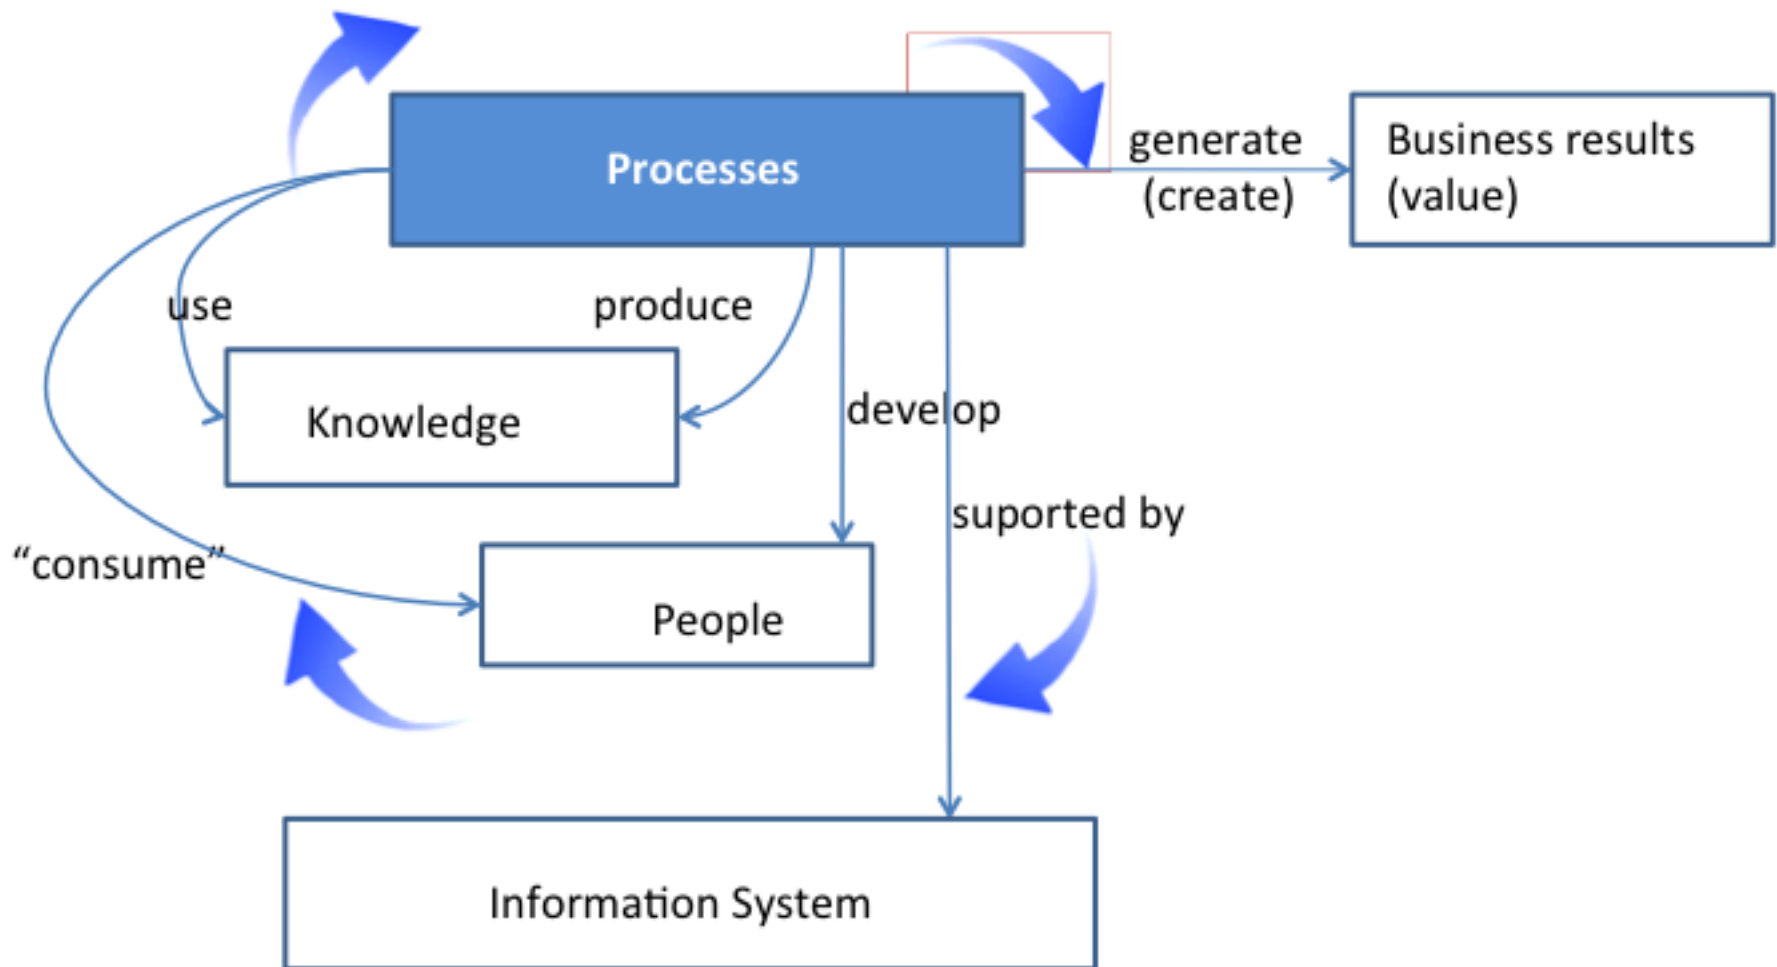 Processes
generate
(create)
Business results
(value)
use
produce
Knowledge
develop
suported by
“consume”
People
Information System